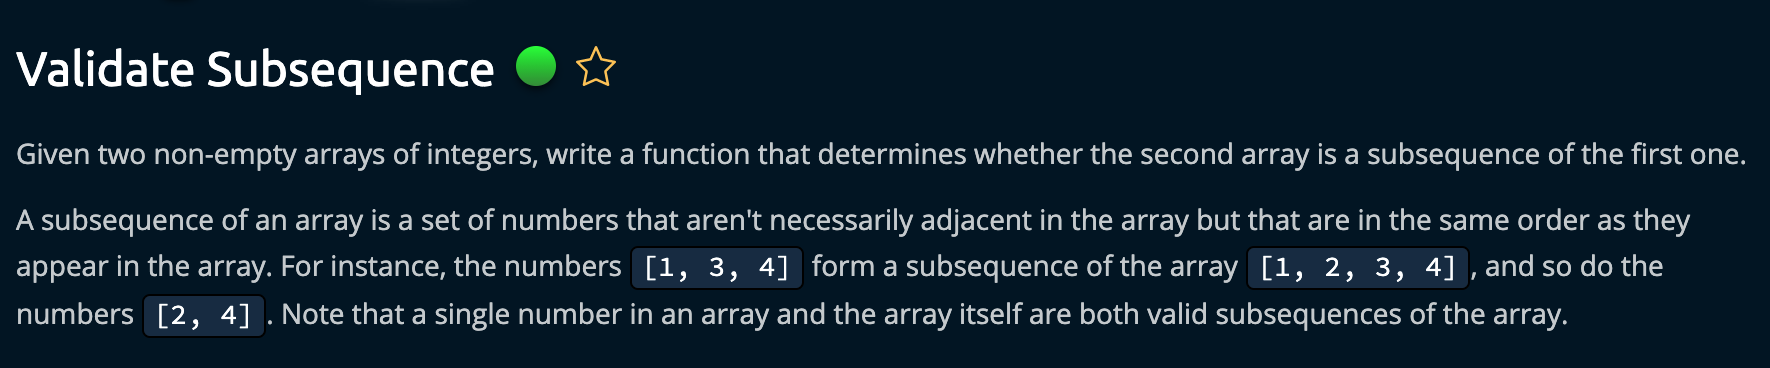 Validate Subsequence
Given two non-empty arrays of integers, write a function that determines whether the second array is a subsequence of the first one.
A subsequence of an array is a set of numbers that aren't necessarily adjacent in the array but that are in the same order as they
appear in the array. For instance, the numbers [1, 3, 4] form a subsequence of the array [1, 2, 3, 4], and so do the
numbers [2, 4]. Note that a single number in an array and the array itself are both valid subsequences of the array.